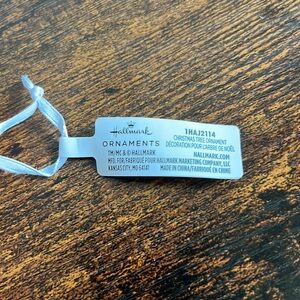 Hallmark
ORNAMENTS
TM/MC & © HALLMARK
MFD. FOR/FABRIQUÉ POUR HALLMARK MARKETING COMPANY, LLC
KANSAS CITY, MO 64141
1HAJ2114
CHRISTMAS TREE ORNAMENT
DÉCORATION POUR L'ARBRE DE NOËL
HALLMARK.COM
MADE IN CHINA/FABRIQUÉ EN CHINE